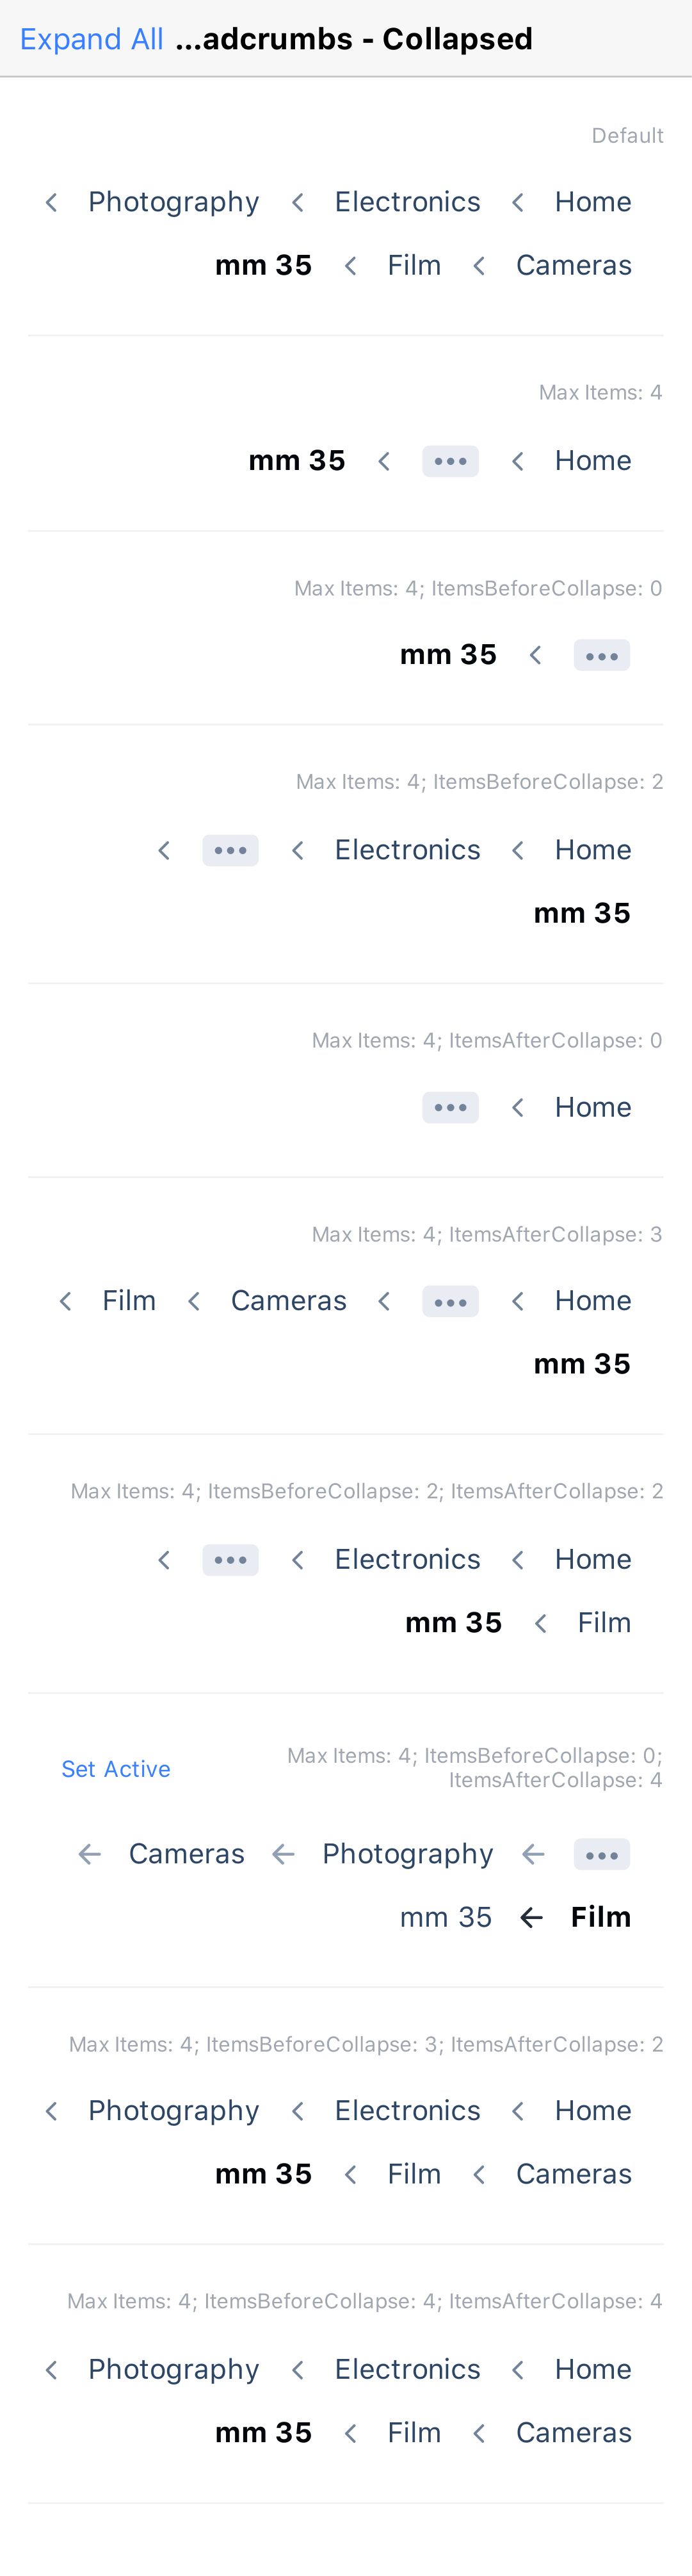 Expand All ...adcrumbs - Collapsed
Default
Photography Electronics Home
mm 35 Film Cameras
Max Items: 4
mm 35 Home
Max Items: 4; ItemsBeforeCollapse: 0
mm 35
Max Items: 4; ItemsBeforeCollapse: 2
Electronics Home
mm 35
Max Items: 4; ItemsAfterCollapse: 0
Home
Max Items: 4; ItemsAfterCollapse: 3
Film Cameras Home
mm 35
Max Items: 4; ItemsBeforeCollapse: 2; ItemsAfterCollapse: 2
Electronics Home
mm 35 Film
Set Active
Max Items: 4; ItemsBeforeCollapse: 0;
ItemsAfterCollapse: 4
Cameras Photography
mm 35 Film
Max Items: 4; ItemsBeforeCollapse: 3; ItemsAfterCollapse: 2
Photography Electronics Home
mm 35 Film Cameras
Max Items: 4; ItemsBeforeCollapse: 4; ItemsAfterCollapse: 4
Photography Electronics Home
mm 35 Film Cameras